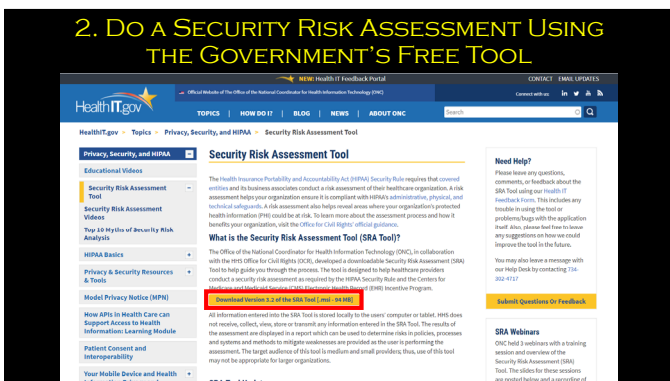 2. DO A SECURITY RISK ASSESSMENT USING
THE GOVERNMENT'S FREE TOOL
NEW: Health IT Feedback Portal
CONTACT EMAIL UPDATES
Official Website of The Office of the National Coordinator for Health Information Technology (ONC)
Connect with us: in
HealthIT.gov
TOPICS | HOW DO I? | BLOG | NEWS | ABOUT ONC
Search
HealthIT.gov > Topics > Privacy, Security, and HIPAA > Security Risk Assessment Tool
Privacy, Security, and HIPAA
Educational Videos
Security Risk Assessment
Tool
Security Risk Assessment
Videos
Top 10 Myths of Security Risk
Analysis
HIPAA Basics
Privacy & Security Resources
& Tools
Model Privacy Notice (MPN)
How APIs in Health Care can
Support Access to Health
Information: Learning Module
Patient Consent and
Interoperability
Your Mobile Device and Health
Security Risk Assessment Tool
The Health Insurance Portability and Accountability Act (HIPAA) Security Rule requires that covered
entities and its business associates conduct a risk assessment of their healthcare organization. A risk
assessment helps your organization ensure it is compliant with HIPAA's administrative, physical, and
technical safeguards. A risk assessment also helps reveal areas where your organization's protected
health information (PHI) could be at risk. To learn more about the assessment process and how it
benefits your organization, visit the Office for Civil Rights' official guidance.
What is the Security Risk Assessment Tool (SRA Tool)?
The Office of the National Coordinator for Health Information Technology (ONC), in collaboration
with the HHS Office for Civil Rights (OCR), developed a downloadable Security Risk Assessment (SRA)
Tool to help guide you through the process. The tool is designed to help healthcare providers
conduct a security risk assessment as required by the HIPAA Security Rule and the Centers for
Medicare and Medicaid Service (CMS) Electronic Health Record (EHR) Incentive Program.
Download Version 3.2 of the SRA Tool [.msi - 94 MB]
All information entered into the SRA Tool is stored locally to the users' computer or tablet. HHS does
not receive, collect, view, store or transmit any information entered in the SRA Tool. The results of
the assessment are displayed in a report which can be used to determine risks in policies, processes
and systems and methods to mitigate weaknesses are provided as the user is performing the
assessment. The target audience of this tool is medium and small providers; thus, use of this tool
may not be appropriate for larger organizations.
Need Help?
Please leave any questions,
comments, or feedback about the
SRA Tool using our Health IT
Feedback Form. This includes any
trouble in using the tool or
problems/bugs with the application
itself. Also, please feel free to leave
any suggestions on how we could
improve the tool in the future.
You may also leave a message with
our Help Desk by contacting 734-
302-4717
Submit Questions Or Feedback
SRA Webinars
ONC held 3 webinars with a training
session and overview of the
Security Risk Assessment (SRA)
Tool. The slides for these sessions
are posted below and a recording of